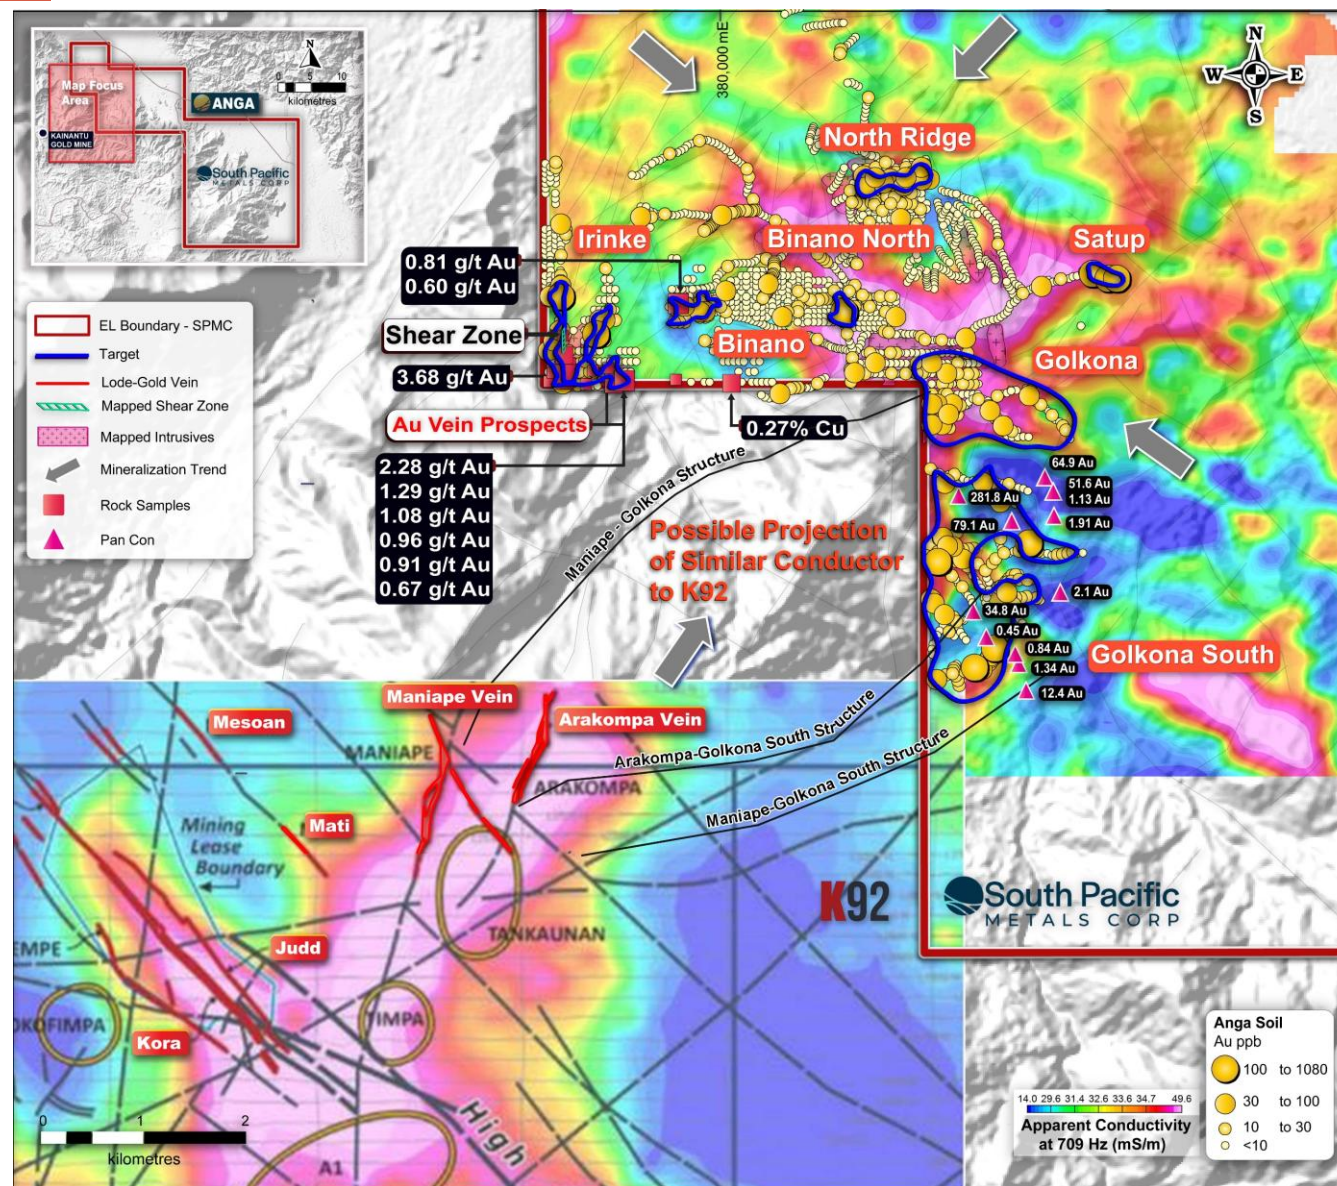 N
0 5 10
kilometres
Map Focus
Area
ANGA
KAINANTU
GOLD MINE
South Pacific
METALS CORP
380,000 mE
N
W E
S
North Ridge
Irinke
Binano North
Satup
0.81 g/t Au
0.60 g/t Au
Shear Zone
Binano
Golkona
3.68 g/t Au
Au Vein Prospects
0.27% Cu
2.28 g/t Au
1.29 g/t Au
1.08 g/t Au
0.96 g/t Au
0.91 g/t Au
0.67 g/t Au
EL Boundary - SPMC
Target
Lode-Gold Vein
Mapped Shear Zone
Mapped Intrusives
Mineralization Trend
Rock Samples
Pan Con
Maniape - Golkona Structure
Possible Projection
of Similar Conductor
to K92
64.9 Au
51.6 Au
1.13 Au
281.8 Au
79.1 Au
1.91 Au
2.1 Au
34.8 Au
0.45 Au
0.84 Au
1.34 Au
12.4 Au
Golkona South
Maniape Vein
Mesoan
Arakompa Vein
MANIAPE
Arakompa-Golkona South Structure
ARAKOMPA
Maniape-Golkona South Structure
Mati
Mining
Lease
Boundary
K92
South Pacific
METALS CORP
TANKAUNAN
EMPE
Judd
OKOFIMPA
TIMPA
Kora
High
A1
0 1 2
kilometres
14.0 29.6 31.4 32.6 33.6 34.7 49.6
Apparent Conductivity
at 709 Hz (mS/m)
Anga Soil
Au ppb
100 to 1080
30 to 100
10 to 30
<10